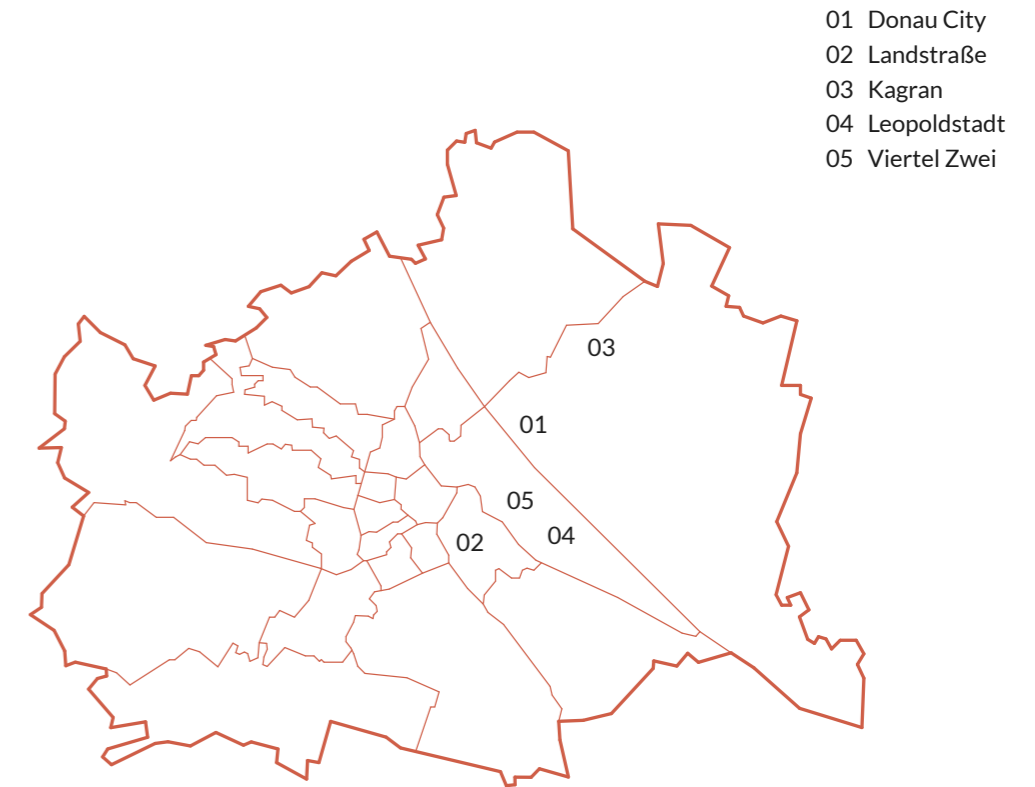 01 Donau City
02 Landstraße
03 Kagran
04 Leopoldstadt
05 Viertel Zwei
03
01
05
04
02